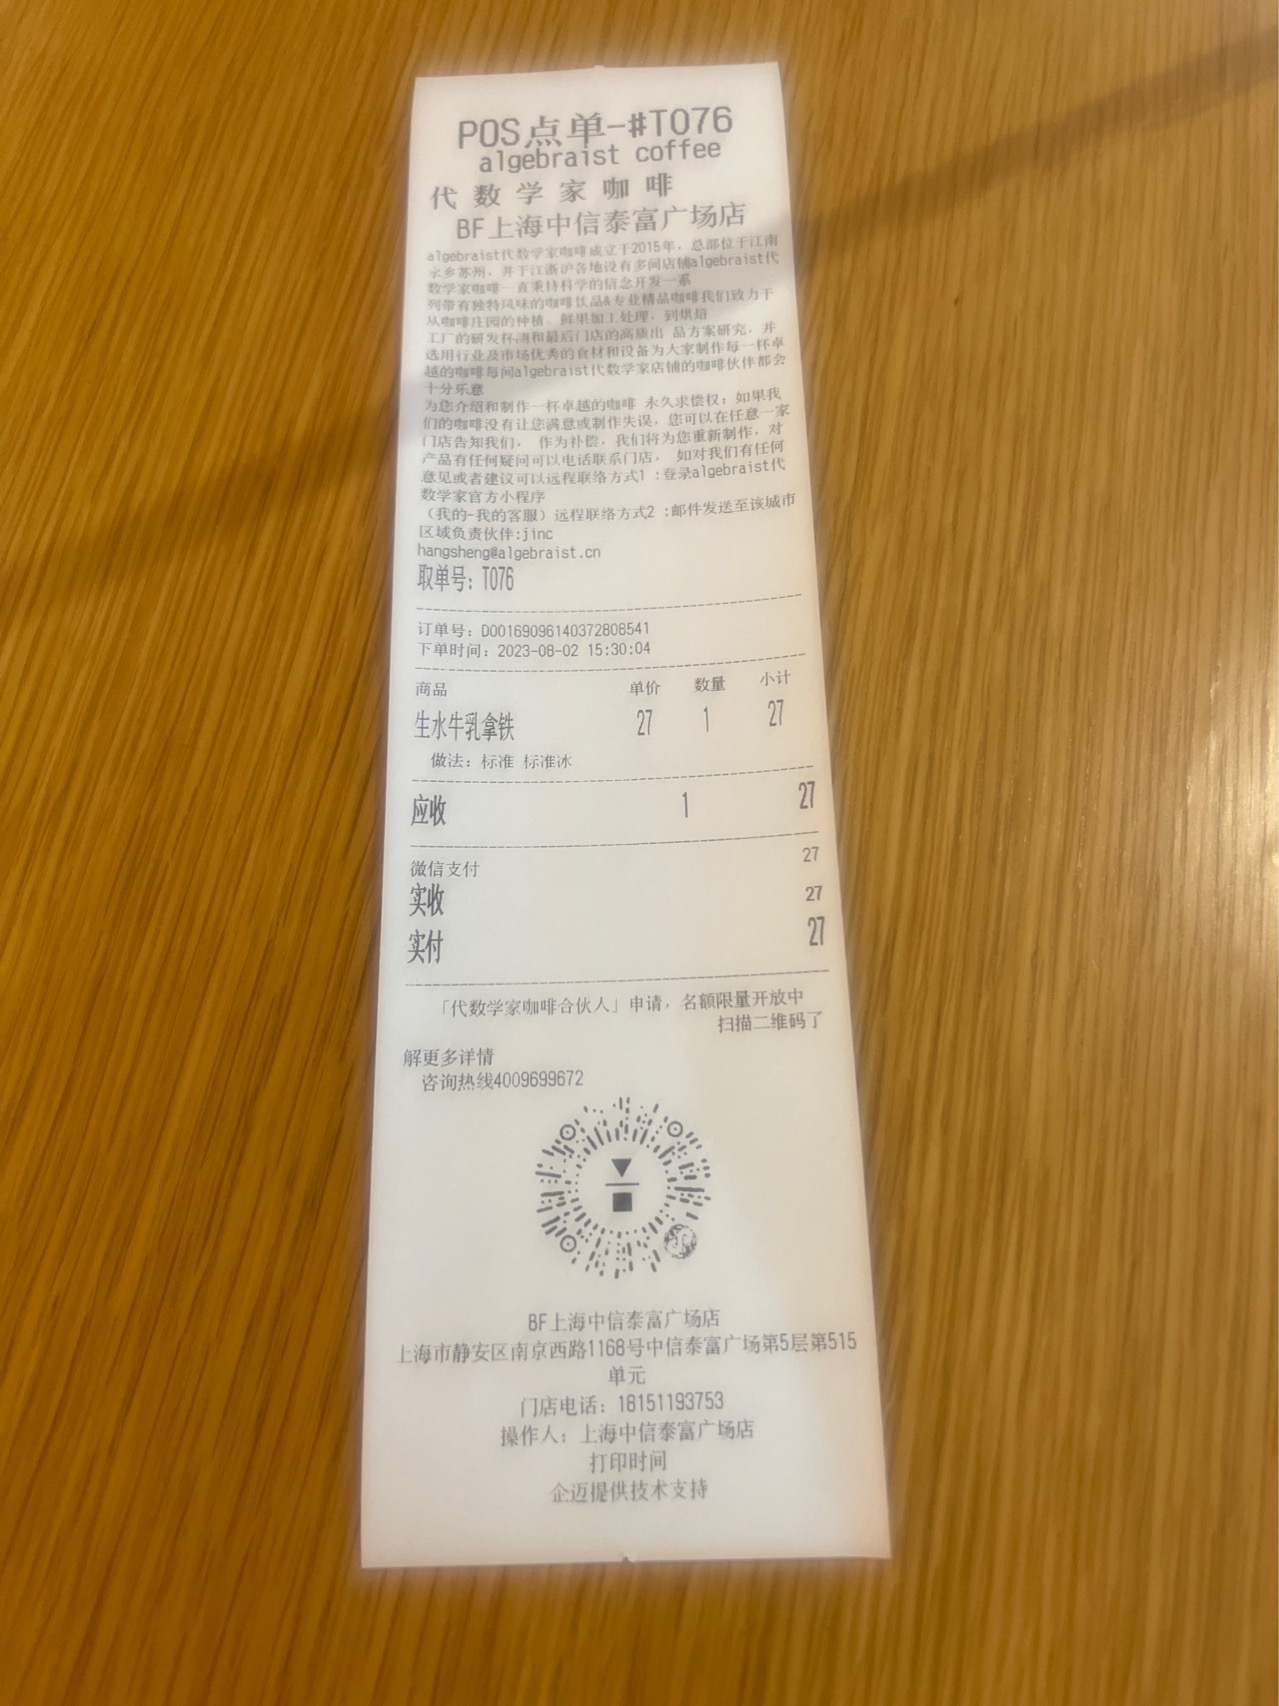 POS点单-#T076
algebraist coffee
代数学家咖啡
BF上海中信泰富广场店
algebraist代数学家咖啡成立于2015年，总部位于江南
水乡苏州，并于江浙沪各地设有多间店铺algebraist代
数学家咖啡一直秉持科学的信念开发一系
列带有独特风味的咖啡饮品&专业精品咖啡我们致力于
从咖啡庄园的种植、鲜果加工处理，到烘焙
工厂的研发杯测和最后门店的高质出 品方案研究，并
选用行业及市场优秀的食材和设备为大家制作每一杯卓
越的咖啡每间algebraist代数学家店铺的咖啡伙伴都会
十分乐意
为您介绍和制作一杯卓越的咖啡 永久求偿权：如果我
们的咖啡没有让您满意或制作失误，您可以在任意一家
门店告知我们， 作为补偿，我们将为您重新制作，对
产品有任何疑问可以电话联系门店， 如对我们有任何
意见或者建议可以远程联络方式1 :登录algebraist代
数学家官方小程序
（我的-我的客服）远程联络方式2 :邮件发送至该城市
区域负责伙伴:jinc
hangsheng@algebraist.cn
取单号：T076
订单号：D00169096140372808541
下单时间：2023-08-02 15:30:04
商品 单价 数量 小计
生水牛乳拿铁 27 1 27
做法：标准 标准冰
应收 1 27
微信支付 27
实收 27
实付 27
「代数学家咖啡合伙人」申请，名额限量开放中
扫描二维码了
解更多详情
咨询热线4009699672
BF上海中信泰富广场店
上海市静安区南京西路1168号中信泰富广场第5层第515
单元
门店电话：18151193753
操作人：上海中信泰富广场店
打印时间
企迈提供技术支持